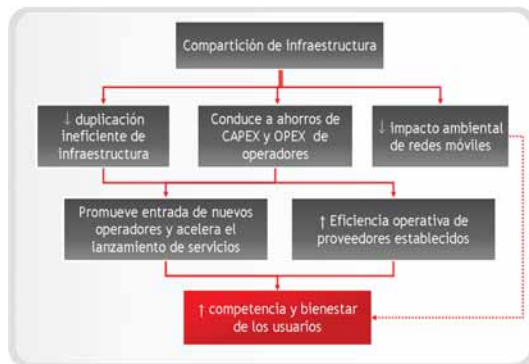 Compartición de infraestructura
↓ duplicación
ineficiente de
infraestructura
Conduce a ahorros de
CAPEX y OPEX de
operadores
↓ impacto ambiental
de redes móviles
Promueve entrada de nuevos
operadores y acelera el
lanzamiento de servicios
↑ Eficiencia operativa de
proveedores establecidos
↑ competencia y bienestar
de los usuarios